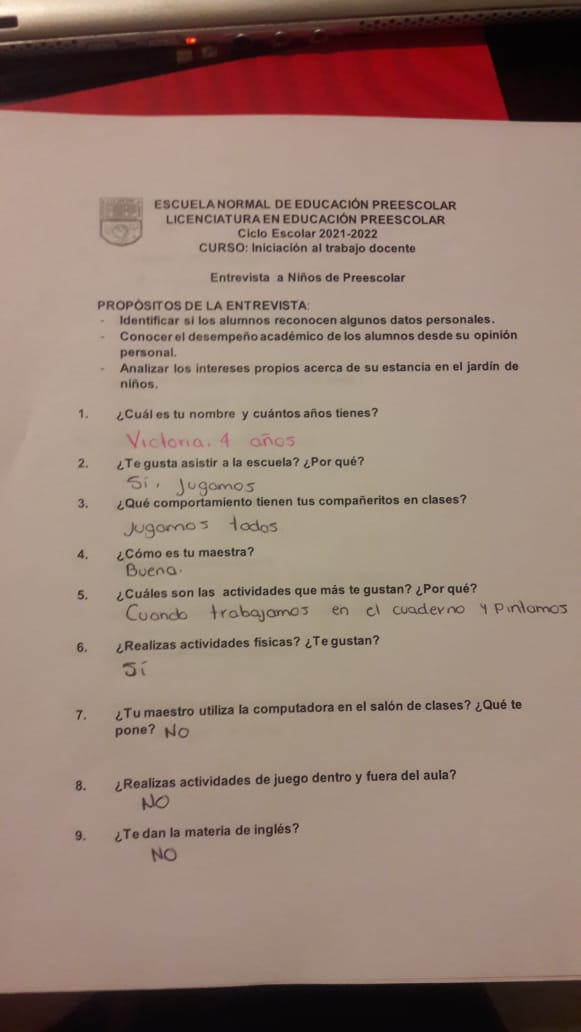 ESCUELA NORMAL DE EDUCACIÓN PREESCOLAR
LICENCIATURA EN EDUCACIÓN PREESCOLAR
Ciclo Escolar 2021-2022
CURSO: Iniciación al trabajo docente
Entrevista a Niños de Preescolar
PROPÓSITOS DE LA ENTREVISTA:
- Identificar si los alumnos reconocen algunos datos personales.
- Conocer el desempeño académico de los alumnos desde su opinión
personal.
- Analizar los intereses propios acerca de su estancia en el jardín de
niños.
1. ¿Cuál es tu nombre y cuántos años tienes?
Victoria. 4 años
2. ¿Te gusta asistir a la escuela? ¿Por qué?
Sí, Jugamos
3. ¿Qué comportamiento tienen tus compañeritos en clases?
Jugamos todos
4. ¿Cómo es tu maestra?
Buena.
5. ¿Cuáles son las actividades que más te gustan? ¿Por qué?
Cuando trabajamos en el cuaderno y pintamos
6. ¿Realizas actividades físicas? ¿Te gustan?
Sí
7. ¿Tu maestro utiliza la computadora en el salón de clases? ¿Qué te
pone? No
8. ¿Realizas actividades de juego dentro y fuera del aula?
NO
9. ¿Te dan la materia de inglés?
NO